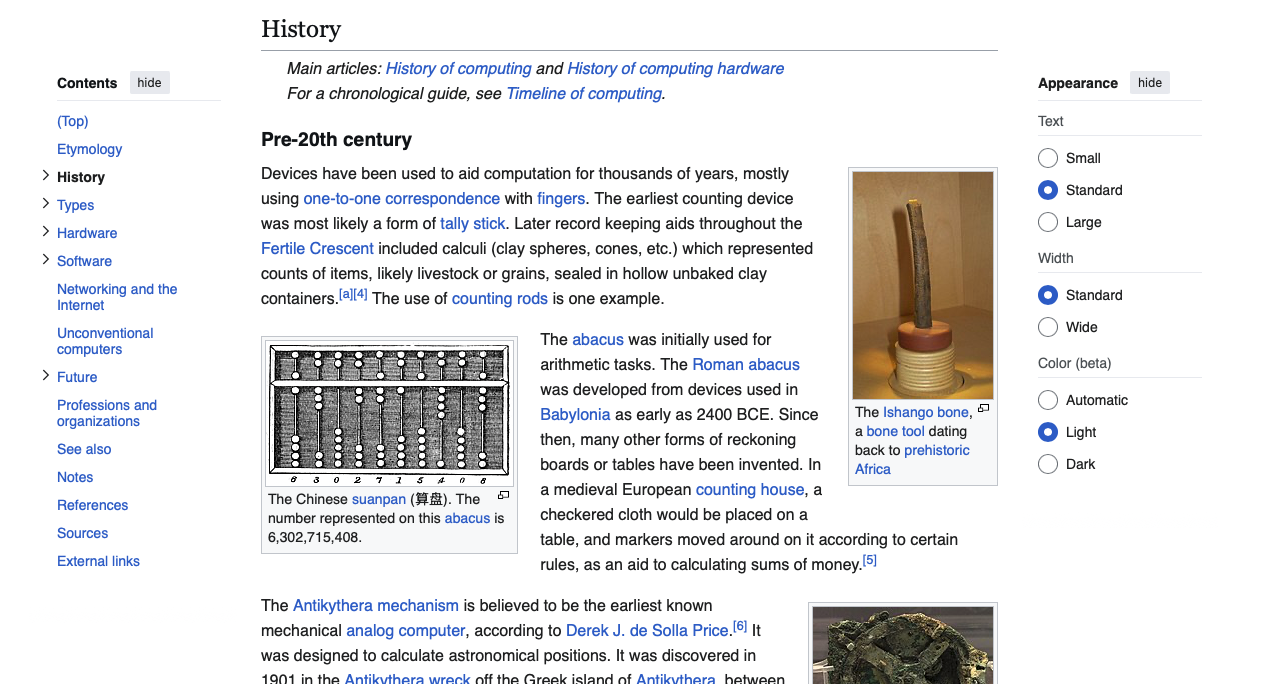 Contents hide
(Top)
Etymology
History
Types
Hardware
Software
Networking and the
Internet
Unconventional
computers
Future
Professions and
organizations
See also
Notes
References
Sources
External links
History
Main articles: History of computing and History of computing hardware
For a chronological guide, see Timeline of computing.
Pre-20th century
Devices have been used to aid computation for thousands of years, mostly
using one-to-one correspondence with fingers. The earliest counting device
was most likely a form of tally stick. Later record keeping aids throughout the
Fertile Crescent included calculi (clay spheres, cones, etc.) which represented
counts of items, likely livestock or grains, sealed in hollow unbaked clay
containers.[a][4] The use of counting rods is one example.
The Ishango bone,
a bone tool dating
back to prehistoric
Africa
6 3 0 2 7 1 5 4 0 8
The Chinese suanpan (算盘). The
number represented on this abacus is
6,302,715,408.
The abacus was initially used for
arithmetic tasks. The Roman abacus
was developed from devices used in
Babylonia as early as 2400 BCE. Since
then, many other forms of reckoning
boards or tables have been invented. In
a medieval European counting house, a
checkered cloth would be placed on a
table, and markers moved around on it according to certain
rules, as an aid to calculating sums of money.[5]
The Antikythera mechanism is believed to be the earliest known
mechanical analog computer, according to Derek J. de Solla Price.[6] It
was designed to calculate astronomical positions. It was discovered in
1901 in the Antikythera wreck off the Greek island of Antikythera, between
Appearance hide
Text
Small
Standard
Large
Width
Standard
Wide
Color (beta)
Automatic
Light
Dark